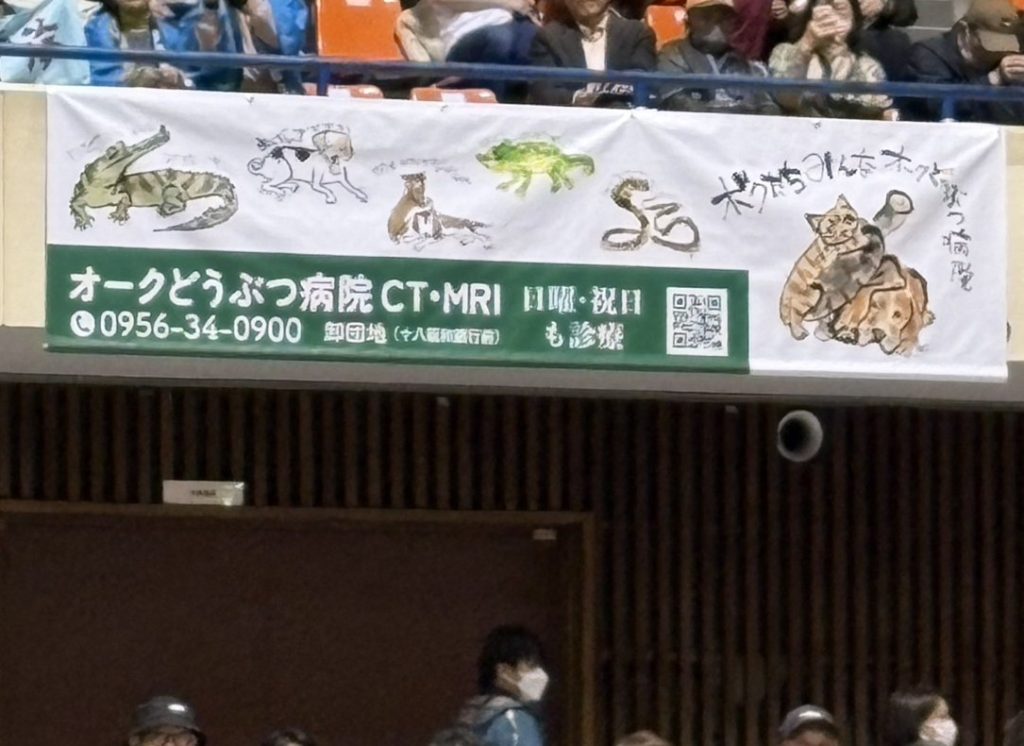 ボクたちみんなオークどうぶつ病院
オークどうぶつ病院 CT・MRI
0956-34-0900 卸団地
日曜・祝日
も診療